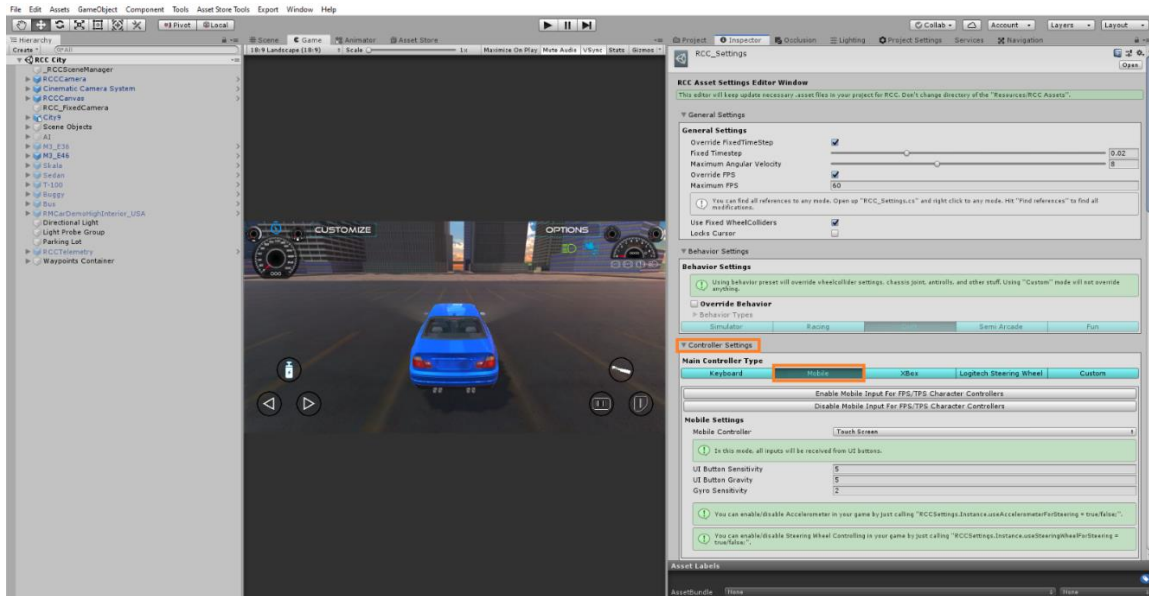 File Edit Assets GameObject Component Tools Asset Store Tools Export Window Help
Pivot Local Collab Account Layers Layout
Hierarchy
Create
RCC City
_RCCSceneManager
RCCCamera
Cinematic Camera System
RCCCanvas
RCC_FixedCamera
City9
Scene Objects
AI
M3_E36
M3_E46
Skala
Sedan
T-100
Buggy
Bus
RMCarDemoHighInterior_USA
Directional Light
Light Probe Group
Parking Lot
RCCTelemetry
Waypoints Container
Scene Game Animator Asset Store
Scale 1x Maximize On Play Mute Audio VSync Stats Gizmos
CUSTOMIZE OPTIONS
Project Inspector Occlusion Lighting Project Settings Services Navigation
RCC_Settings
Open
RCC Asset Settings Editor Window
This editor will keep update necessary .asset files in your project for RCC. Don't change directory of the "Resources/RCC Assets".
General Settings
General Settings
Override FixedTimeStep
Fixed Timestep 0.02
Maximum Angular Velocity 8
Override FPS
Maximum FPS 60
You can find all references to any mode. Open up "RCC_Settings.cs" and right click to any mode. Hit "Find references" to find all
modifications.
Use Fixed WheelColliders
Locks Cursor
Behavior Settings
Behavior Settings
Using behavior preset will override wheelcollider settings, chassis joint, antirolls, and other stuff. Using "Custom" mode will not override
anything.
Override Behavior
Behavior Types
Simulator Racing Semi Arcade Fun
Controller Settings
Main Controller Type
Keyboard Mobile XBox Logitech Steering Wheel Custom
Enable Mobile Input For FPS/TPS Character Controllers
Disable Mobile Input For FPS/TPS Character Controllers
Mobile Settings
Mobile Controller Touch Screen
In this mode, all inputs will be received from UI buttons.
UI Button Sensitivity 5
UI Button Gravity 5
Gyro Sensitivity 2
You can enable/disable Accelerometer in your game by just calling "RCCSettings.Instance.useAccelerometerForSteering = true/false;".
You can enable/disable Steering Wheel Controlling in your game by just calling "RCCSettings.Instance.useSteeringWheelForSteering =
true/false;".
Asset Labels
AssetBundle None None